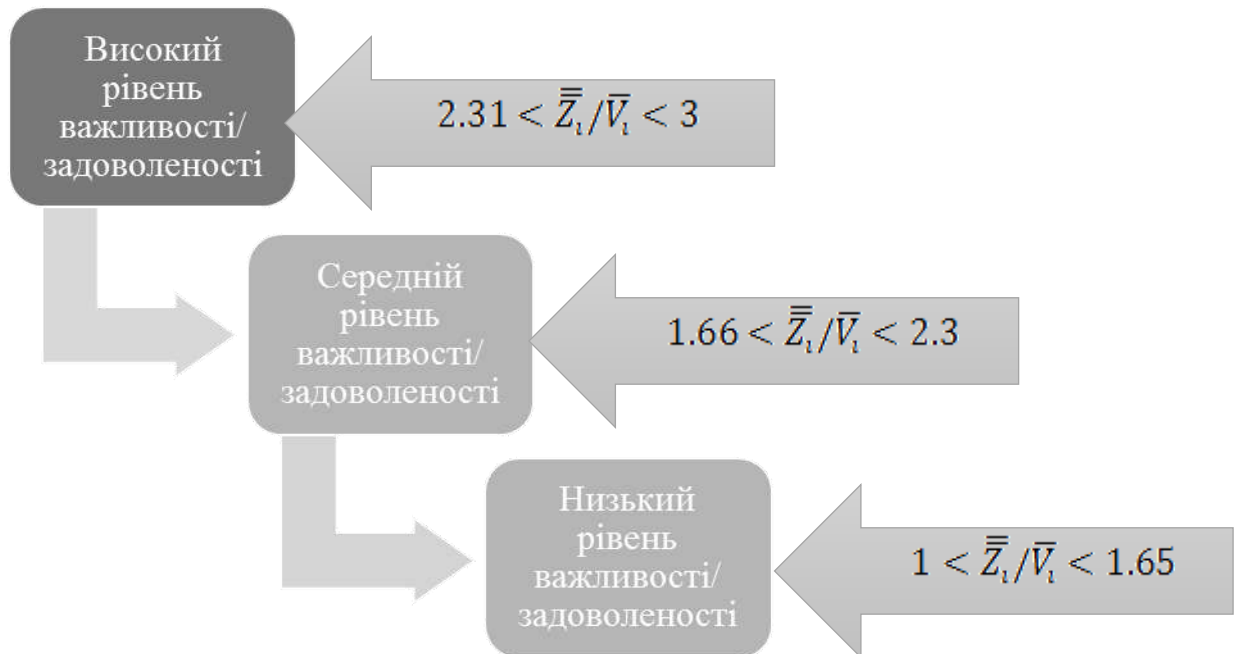 Високий
рівень
важливості/
задоволеності
2.31 < Z̿ᵢ/V̅ᵢ < 3
Середній
рівень
важливості/
задоволеності
1.66 < Z̿ᵢ/V̅ᵢ < 2.3
Низький
рівень
важливості/
задоволеності
1 < Z̿ᵢ/V̅ᵢ < 1.65